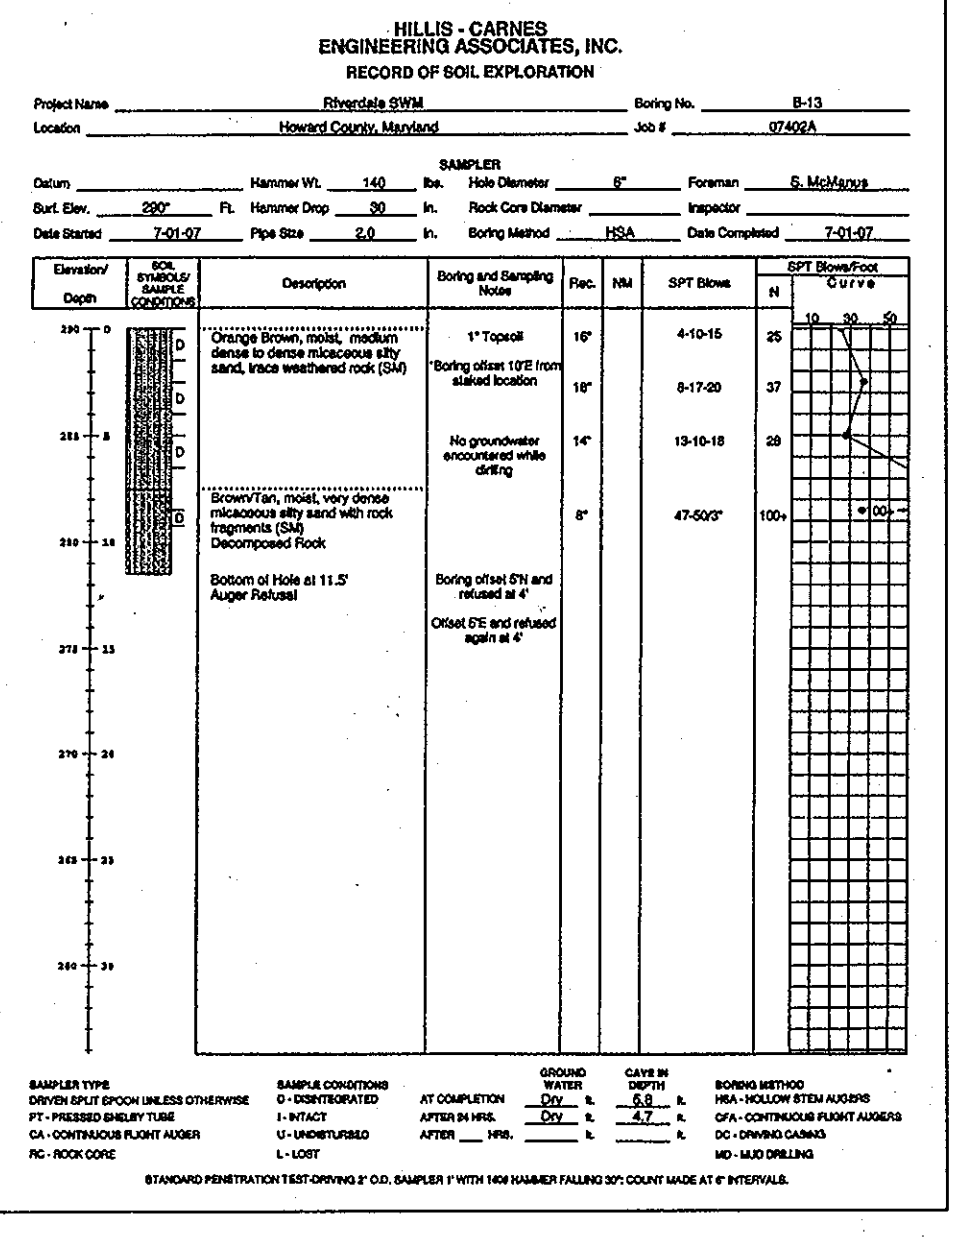 HILLIS - CARNES
ENGINEERING ASSOCIATES, INC.
RECORD OF SOIL EXPLORATION
Project Name Riverdale SWM Boring No. B-13
Location Howard County, Maryland Job # 07402A
SAMPLER
Datum Hammer Wt. 140 lbs. Hole Diameter 6" Foreman S. McManus
Surf. Elev. 290" Ft. Hammer Drop 30 in. Rock Core Diameter Inspector
Date Started 7-01-07 Pipe Size 2.0 in. Boring Method HSA Date Completed 7-01-07
Elevation/ Depth SOIL SYMBOLS/ SAMPLE CONDITIONS Description Boring and Sampling Notes Rec. NM SPT Blows SPT Blows/Foot N Curve
10 30 50
290 0
Orange Brown, moist, medium 1" Topsoil 16" 4-10-15 25
D
dense to dense micaceous silty
sand, trace weathered rock (SM) *Boring offset 10'E from
staked location 18" 8-17-20 37
D
285 5 No groundwater 14" 13-10-18 28
D encountered while
drilling
Brown/Tan, moist, very dense
micaceous silty sand with rock 8" 47-50/3" 100+ 00+
D
fragments (SM)
280 10 Decomposed Rock
Bottom of Hole at 11.5' Boring offset 5'N and
Auger Refusal refused at 4'
Offset 5'E and refused
again at 4'
275 15
270 20
265 25
260 30
GROUND WATER CAVE IN DEPTH
SAMPLER TYPE SAMPLE CONDITIONS BORING METHOD
DRIVEN SPLIT SPOON UNLESS OTHERWISE D - DISINTEGRATED AT COMPLETION Dry ft. 5.8 ft. HSA - HOLLOW STEM AUGERS
PT - PRESSED SHELBY TUBE I - INTACT AFTER 24 HRS. Dry ft. 4.7 ft. CFA - CONTINUOUS FLIGHT AUGERS
CA - CONTINUOUS FLIGHT AUGER U - UNDISTURBED AFTER HRS. ft. ft. DC - DRIVING CASING
RC - ROCK CORE L - LOST MD - MUD DRILLING
STANDARD PENETRATION TEST-DRIVING 2" O.D. SAMPLER 1' WITH 140# HAMMER FALLING 30": COUNT MADE AT 6" INTERVALS.